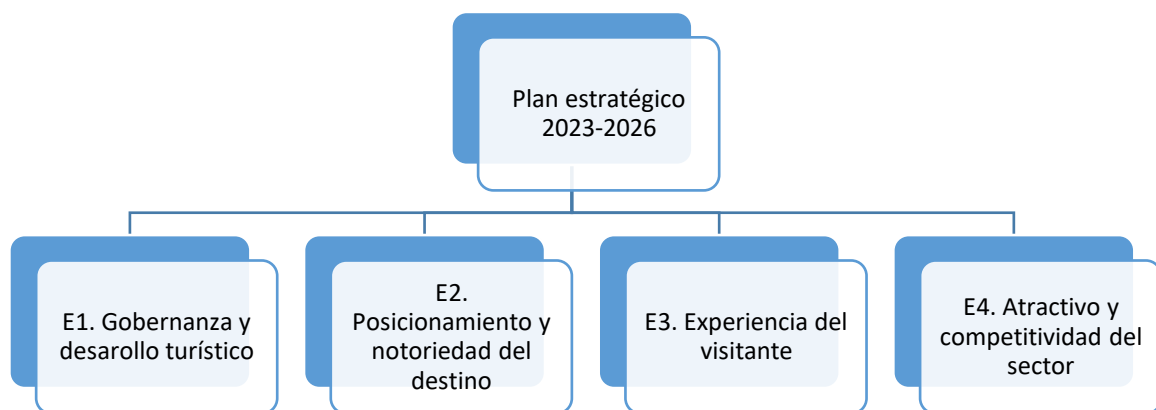 Plan estratégico
2023-2026
E1. Gobernanza y
desarollo turístico
E2.
Posicionamiento y
notoriedad del
destino
E3. Experiencia del
visitante
E4. Atractivo y
competitividad del
sector